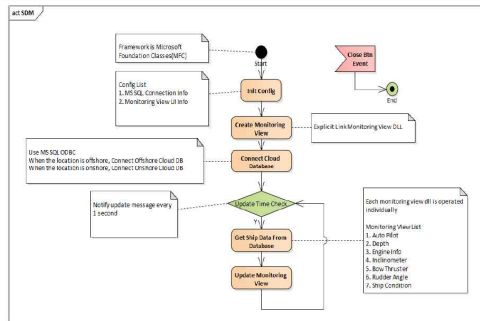 act SDM
Framework is Microsoft
Foundation Classes(MFC)
Start
Close Btn
Event
End
Config List
1. MS SQL Connection Info
2. Monitoring View UI Info
Init Config
Create Monitoring
View
Explicit Link Monitoring View DLL
Use MS SQL ODBC
When the location is offshore, Connect Offshore Cloud DB
When the location is onshore, Connect Onshore Cloud DB
Connect Cloud
Database
Notify update message every
1 second
Update Time Check
Y
Each monitoring view dll is operated
individually
Monitoring View List
1. Auto Pilot
2. Depth
3. Engine Info
4. Inclinometer
5. Bow Thruster
6. Rudder Angle
7. Ship Condition
Get Ship Data From
Database
Update Monitoring
View